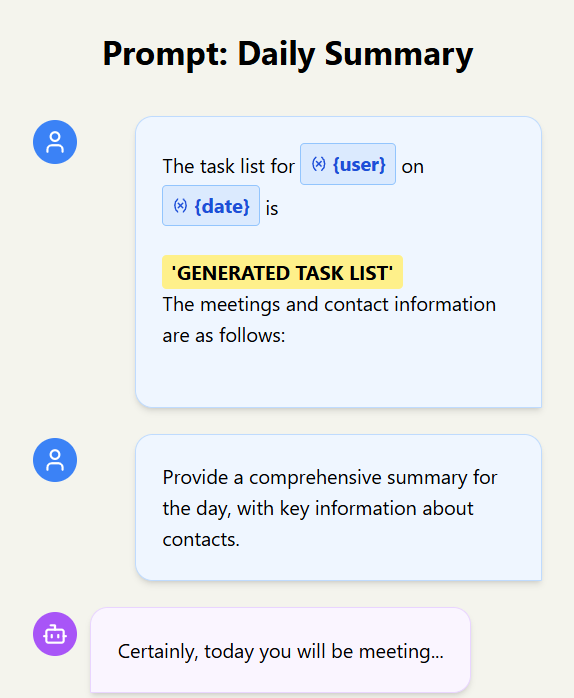 Prompt: Daily Summary
The task list for (x) {user} on
(x) {date} is
'GENERATED TASK LIST'
The meetings and contact information
are as follows:
Provide a comprehensive summary for
the day, with key information about
contacts.
Certainly, today you will be meeting...